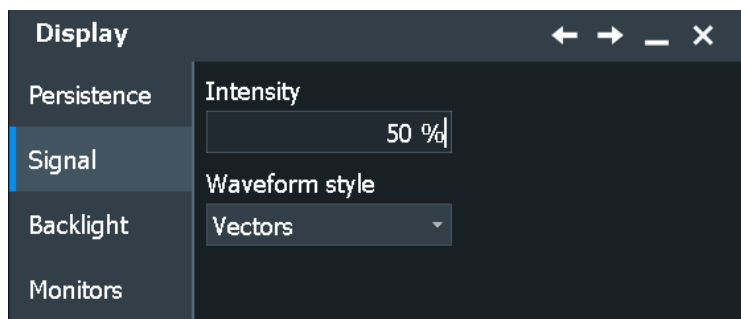 Display
Persistence
Signal
Backlight
Monitors
Intensity
50 %
Waveform style
Vectors